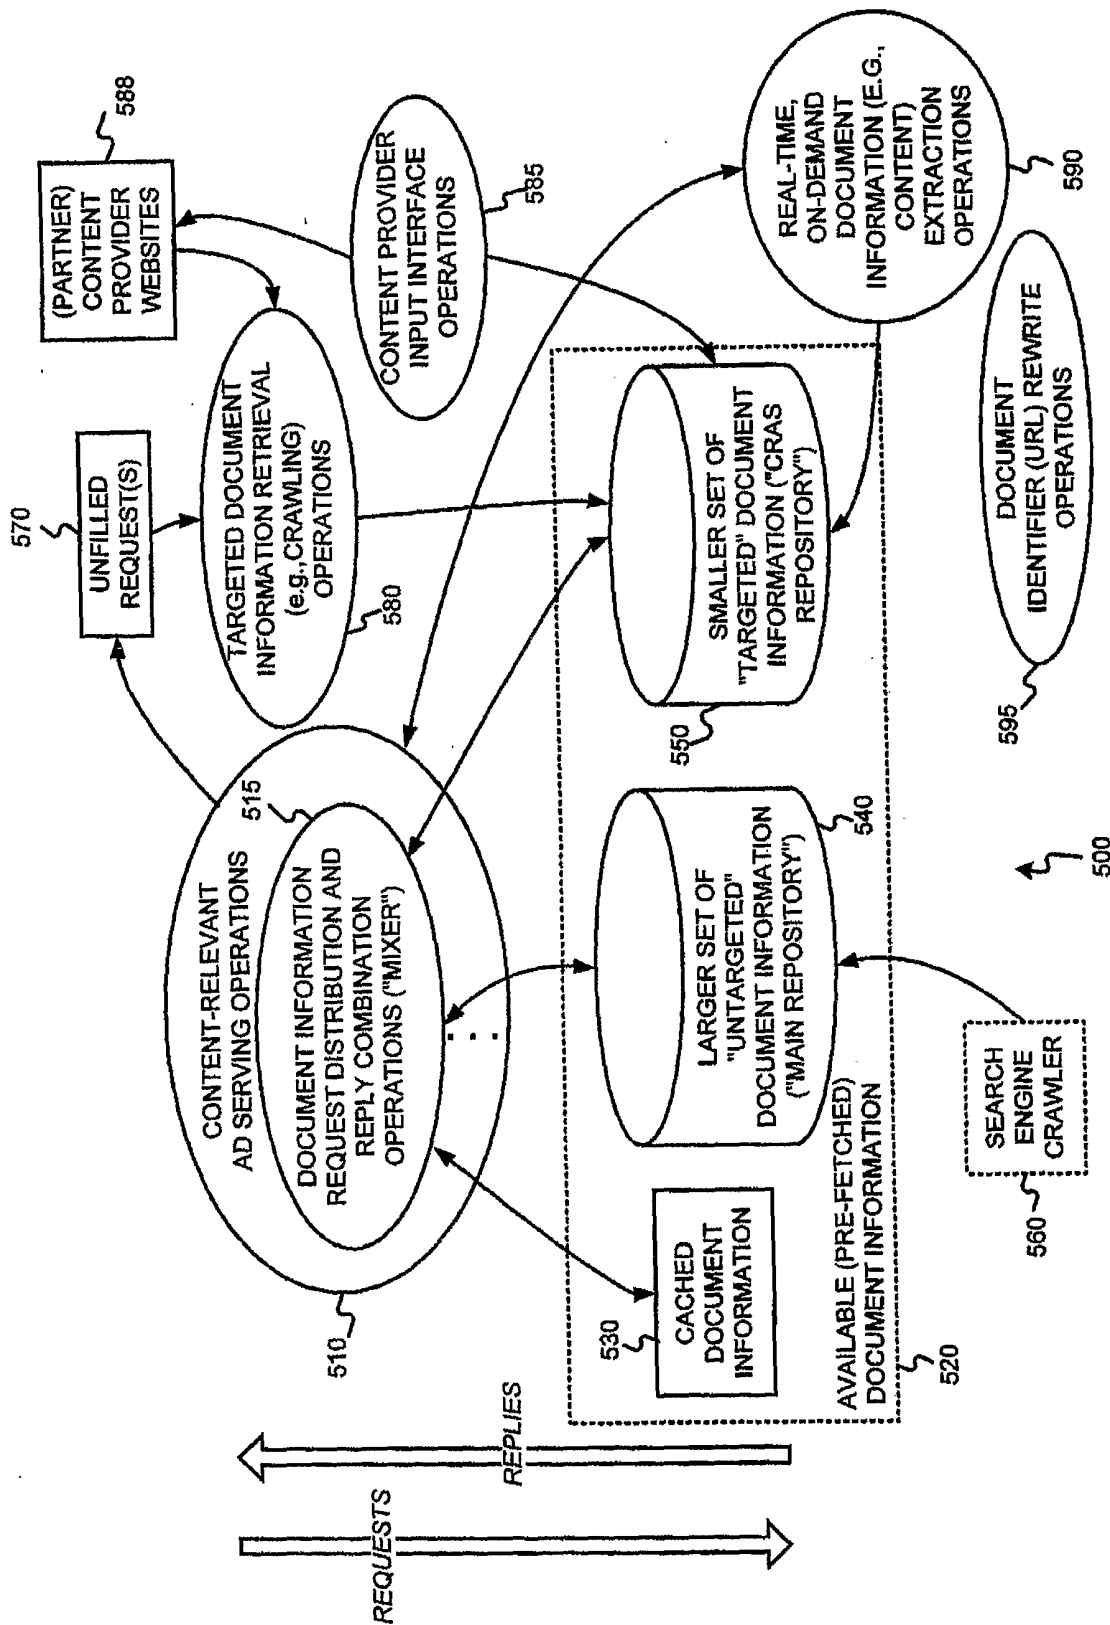 (PARTNER)
CONTENT
PROVIDER
WEBSITES
588
570
UNFILLED
REQUEST(S)
TARGETED DOCUMENT
INFORMATION RETRIEVAL
(e.g.,CRAWLING)
OPERATIONS
580
CONTENT PROVIDER
INPUT INTERFACE
OPERATIONS
585
CONTENT-RELEVANT
AD SERVING OPERATIONS
515
DOCUMENT INFORMATION
REQUEST DISTRIBUTION AND
REPLY COMBINATION
OPERATIONS ("MIXER")
. . .
510
REQUESTS
REPLIES
530
CACHED
DOCUMENT
INFORMATION
LARGER SET OF
"UNTARGETED"
DOCUMENT INFORMATION
("MAIN REPOSITORY")
540
SMALLER SET OF
"TARGETED" DOCUMENT
INFORMATION ("CRAS
REPOSITORY")
550
REAL-TIME,
ON-DEMAND
DOCUMENT
INFORMATION (E.G.,
CONTENT)
EXTRACTION
OPERATIONS
590
AVAILABLE (PRE-FETCHED)
DOCUMENT INFORMATION
520
SEARCH
ENGINE
CRAWLER
560
DOCUMENT
IDENTIFIER (URL) REWRITE
OPERATIONS
595
500